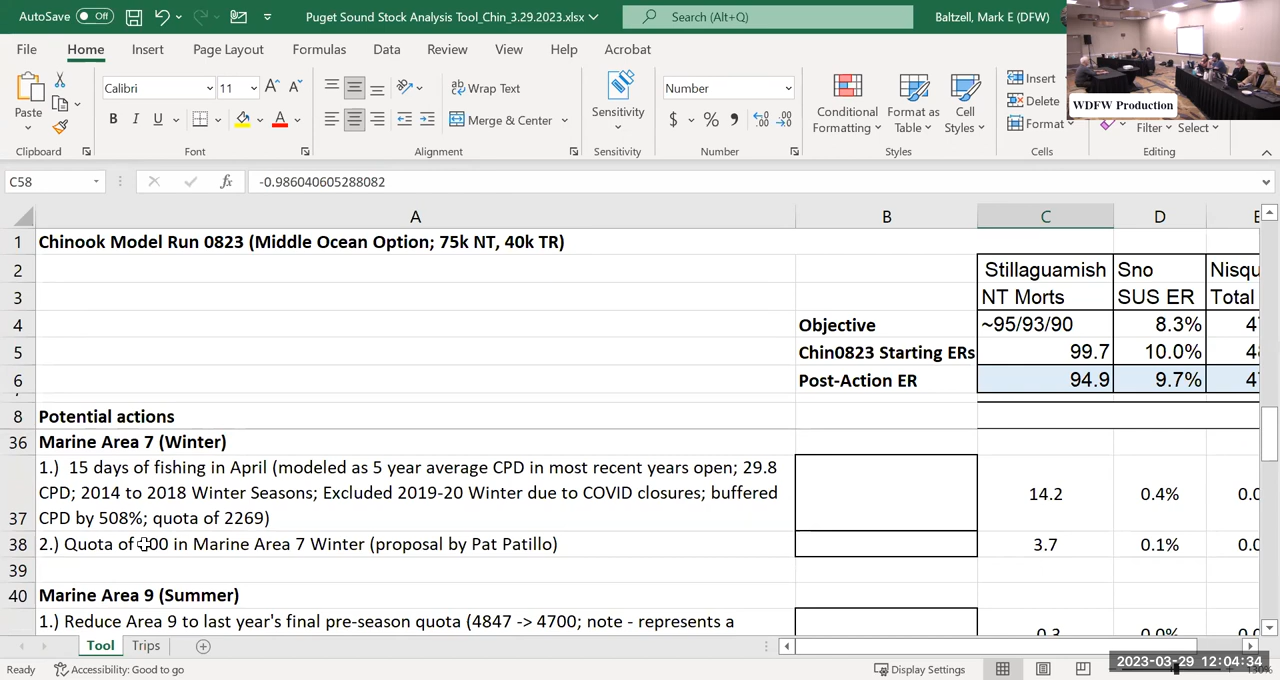 AutoSave Off Puget Sound Stock Analysis Tool_Chin_3.29.2023.xlsx Search (Alt+Q) Baltzell, Mark E (DFW)
File Home Insert Page Layout Formulas Data Review View Help Acrobat
WDFW Production
Paste Calibri 11 Wrap Text Sensitivity Number Conditional Formatting Format as Table Cell Styles Insert
B I U Merge & Center $ % Delete
Format Filter Select
Clipboard Font Alignment Sensitivity Number Styles Cells Editing
C58 fx -0.986040605288082
A B C D E
1 Chinook Model Run 0823 (Middle Ocean Option; 75k NT, 40k TR)
2 Stillaguamish Sno Nisqu
3 NT Morts SUS ER Total
4 Objective ~95/93/90 8.3%
5 Chin0823 Starting ERs 99.7 10.0%
6 Post-Action ER 94.9 9.7%
8 Potential actions
36 Marine Area 7 (Winter)
1.) 15 days of fishing in April (modeled as 5 year average CPD in most recent years open; 29.8
CPD; 2014 to 2018 Winter Seasons; Excluded 2019-20 Winter due to COVID closures; buffered 14.2 0.4% 0.0
37 CPD by 508%; quota of 2269)
38 2.) Quota of 00 in Marine Area 7 Winter (proposal by Pat Patillo) 3.7 0.1% 0.0
39
40 Marine Area 9 (Summer)
1.) Reduce Area 9 to last year's final pre-season quota (4847 -> 4700; note - represents a
0.3 0.0%
Tool Trips
Ready Accessibility: Good to go Display Settings
2023-03-29 12:04:34